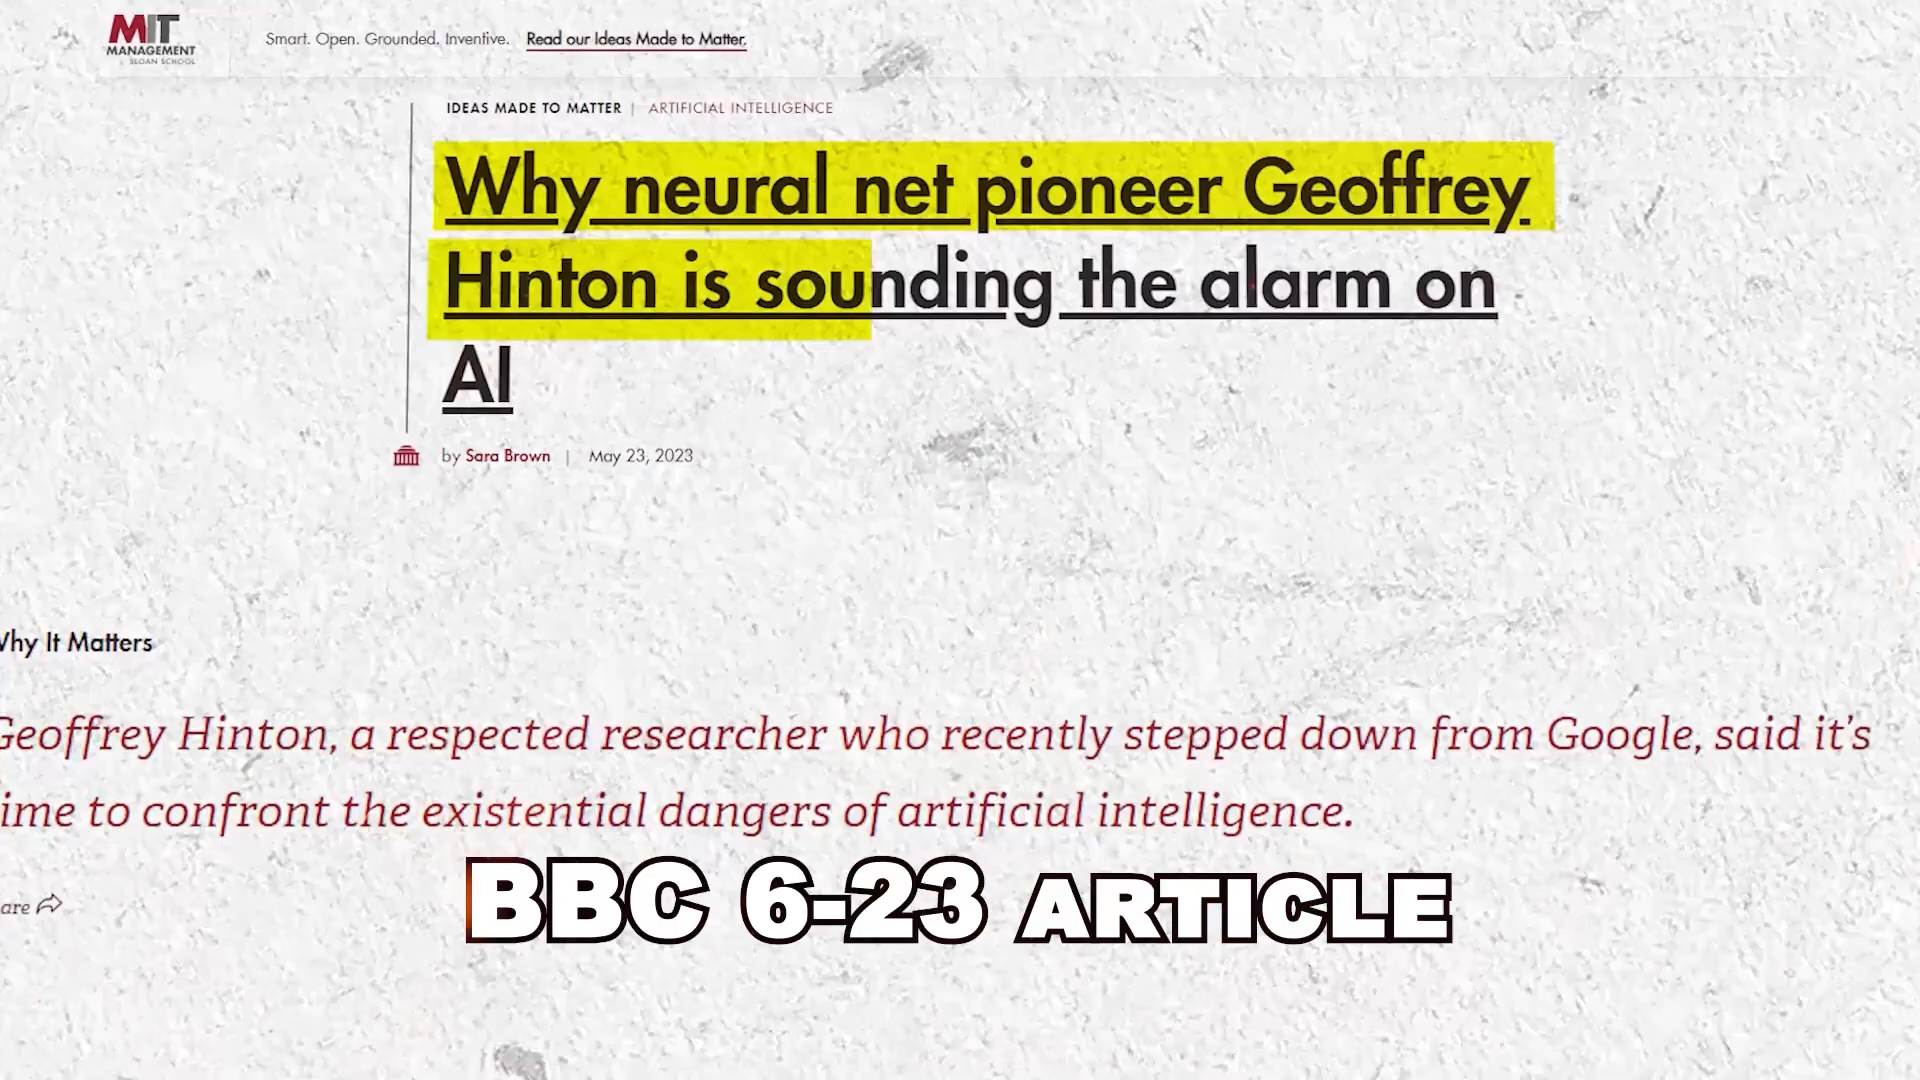 MIT
MANAGEMENT
SLOAN SCHOOL
Smart. Open. Grounded. Inventive. Read our Ideas Made to Matter.
IDEAS MADE TO MATTER | ARTIFICIAL INTELLIGENCE
Why neural net pioneer Geoffrey
Hinton is sounding the alarm on
AI
by Sara Brown | May 23, 2023
Why It Matters
Geoffrey Hinton, a respected researcher who recently stepped down from Google, said it's
ime to confront the existential dangers of artificial intelligence.
are
BBC 6-23 ARTICLE